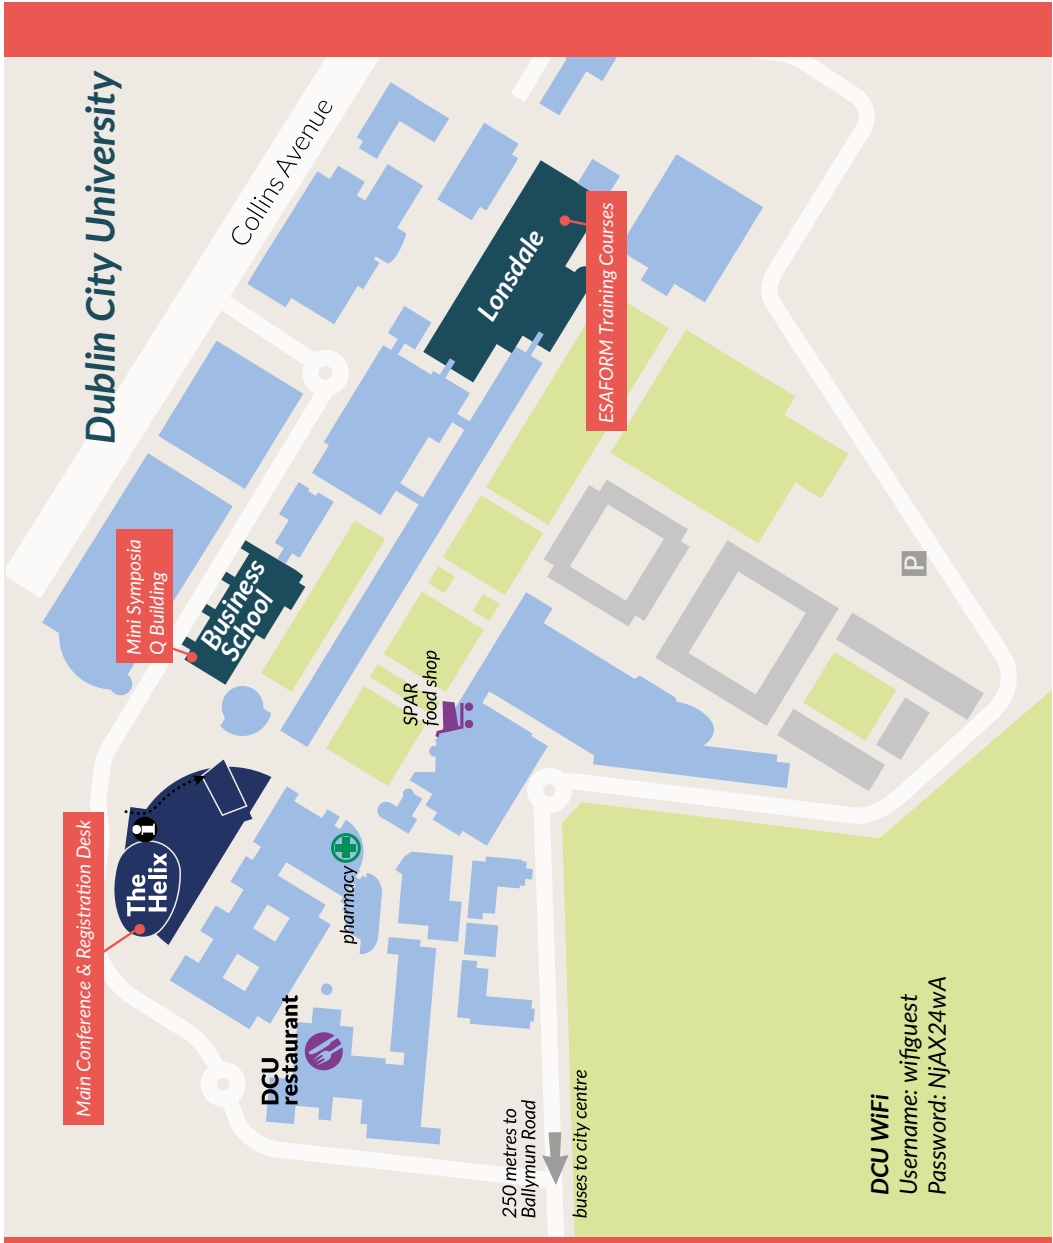 Dublin City University
Collins Avenue
Mini Symposia
Q Building
Business
School
Lonsdale
ESAFORM Training Courses
Main Conference & Registration Desk
i
The
Helix
SPAR
food shop
pharmacy
DCU
restaurant
P
250 metres to
Ballymun Road
buses to city centre
DCU WiFi
Username: wifiguest
Password: NjAX24wA